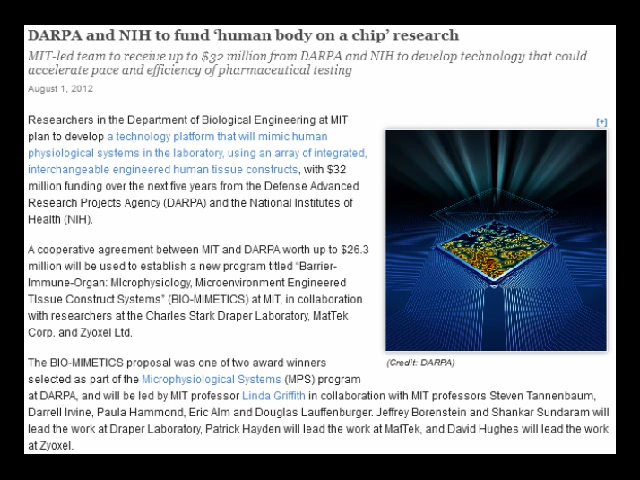 DARPA and NIH to fund ‘human body on a chip’ research
MIT-led team to receive up to $32 million from DARPA and NIH to develop technology that could
accelerate pace and efficiency of pharmaceutical testing
August 1, 2012
Researchers in the Department of Biological Engineering at MIT
plan to develop a technology platform that will mimic human
physiological systems in the laboratory, using an array of integrated,
interchangeable engineered human tissue constructs, with $32
million funding over the next five years from the Defense Advanced
Research Projects Agency (DARPA) and the National Institutes of
Health (NIH).
[+]
A cooperative agreement between MIT and DARPA worth up to $26.3
million will be used to establish a new program titled “Barrier-
Immune-Organ: MIcrophysiology, Microenvironment Engineered
TIssue Construct Systems” (BIO-MIMETICS) at MIT, in collaboration
with researchers at the Charles Stark Draper Laboratory, MatTek
Corp. and Zyoxel Ltd.
(Credit: DARPA)
The BIO-MIMETICS proposal was one of two award winners
selected as part of the Microphysiological Systems (MPS) program
at DARPA, and will be led by MIT professor Linda Griffith in collaboration with MIT professors Steven Tannenbaum,
Darrell Irvine, Paula Hammond, Eric Alm and Douglas Lauffenburger. Jeffrey Borenstein and Shankar Sundaram will
lead the work at Draper Laboratory, Patrick Hayden will lead the work at MatTek, and David Hughes will lead the work
at Zyoxel.